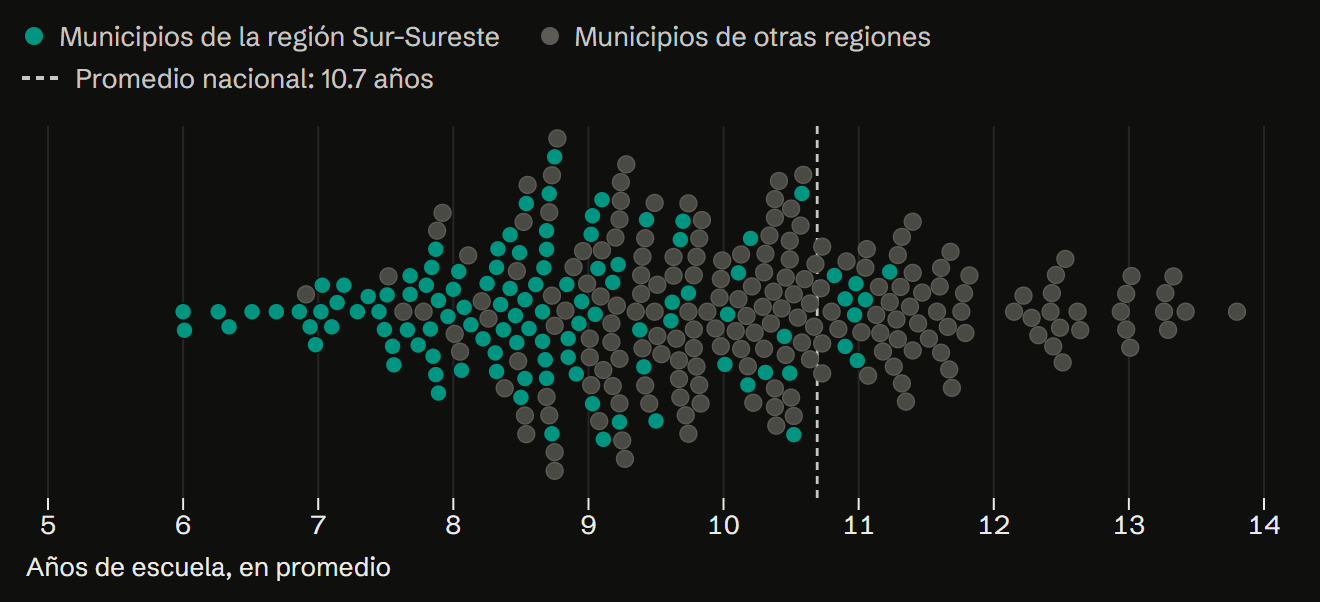 Municipios de la región Sur-Sureste Municipios de otras regiones
Promedio nacional: 10.7 años
5 6 7 8 9 10 11 12 13 14
Años de escuela, en promedio